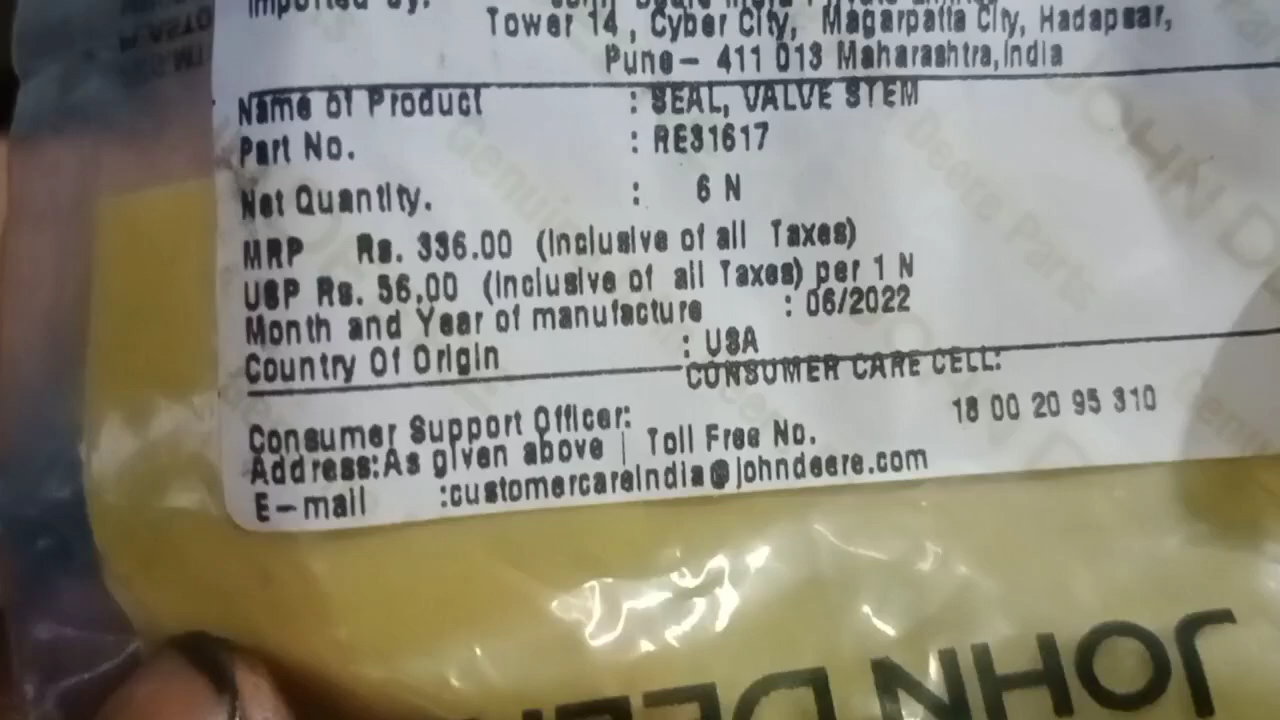 Imported By:
Tower 14, Cyber City, Magarpatta City, Hadapsar,
Pune- 411 013 Maharashtra,India
Name of Product : SEAL, VALVE STEM
Part No. : RE31617
Net Quantity. : 6 N
MRP Rs. 336.00 (Inclusive of all Taxes)
USP Rs. 56.00 (Inclusive of all Taxes) per 1 N
Month and Year of manufacture : 06/2022
Country Of Origin : USA
CONSUMER CARE CELL:
Consumer Support Officer:
Address:As given above | Toll Free No. 18 00 20 95 310
E-mail :customercareindia@johndeere.com
Genuine
Deere Parts
JOHN D
JOHN DEERE